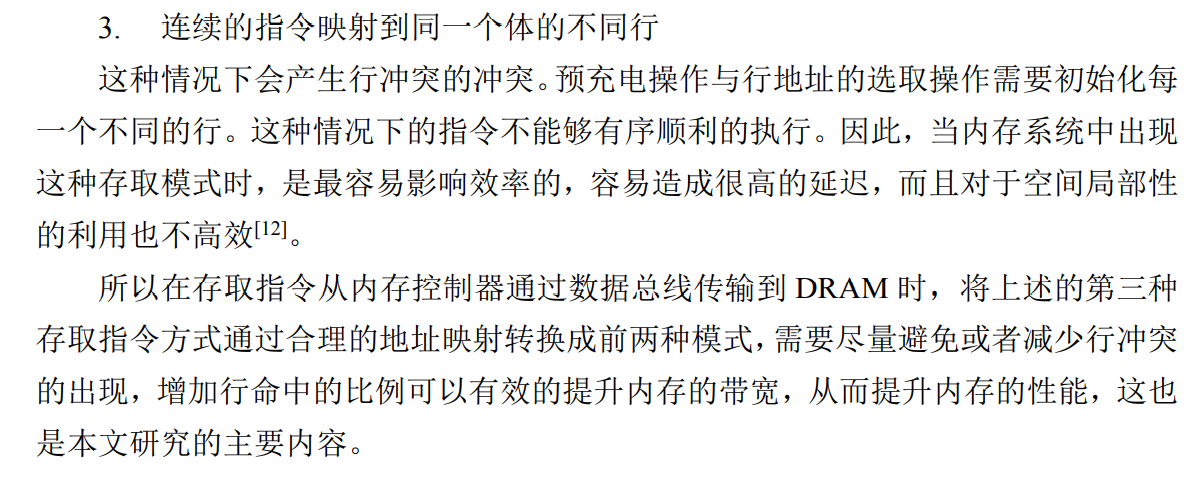 3. 连续的指令映射到同一个体的不同行
这种情况下会产生行冲突的冲突。预充电操作与行地址的选取操作需要初始化每
一个不同的行。这种情况下的指令不能够有序顺利的执行。因此，当内存系统中出现
这种存取模式时，是最容易影响效率的，容易造成很高的延迟，而且对于空间局部性
的利用也不高效[12]。
所以在存取指令从内存控制器通过数据总线传输到 DRAM 时，将上述的第三种
存取指令方式通过合理的地址映射转换成前两种模式，需要尽量避免或者减少行冲突
的出现，增加行命中的比例可以有效的提升内存的带宽，从而提升内存的性能，这也
是本文研究的主要内容。